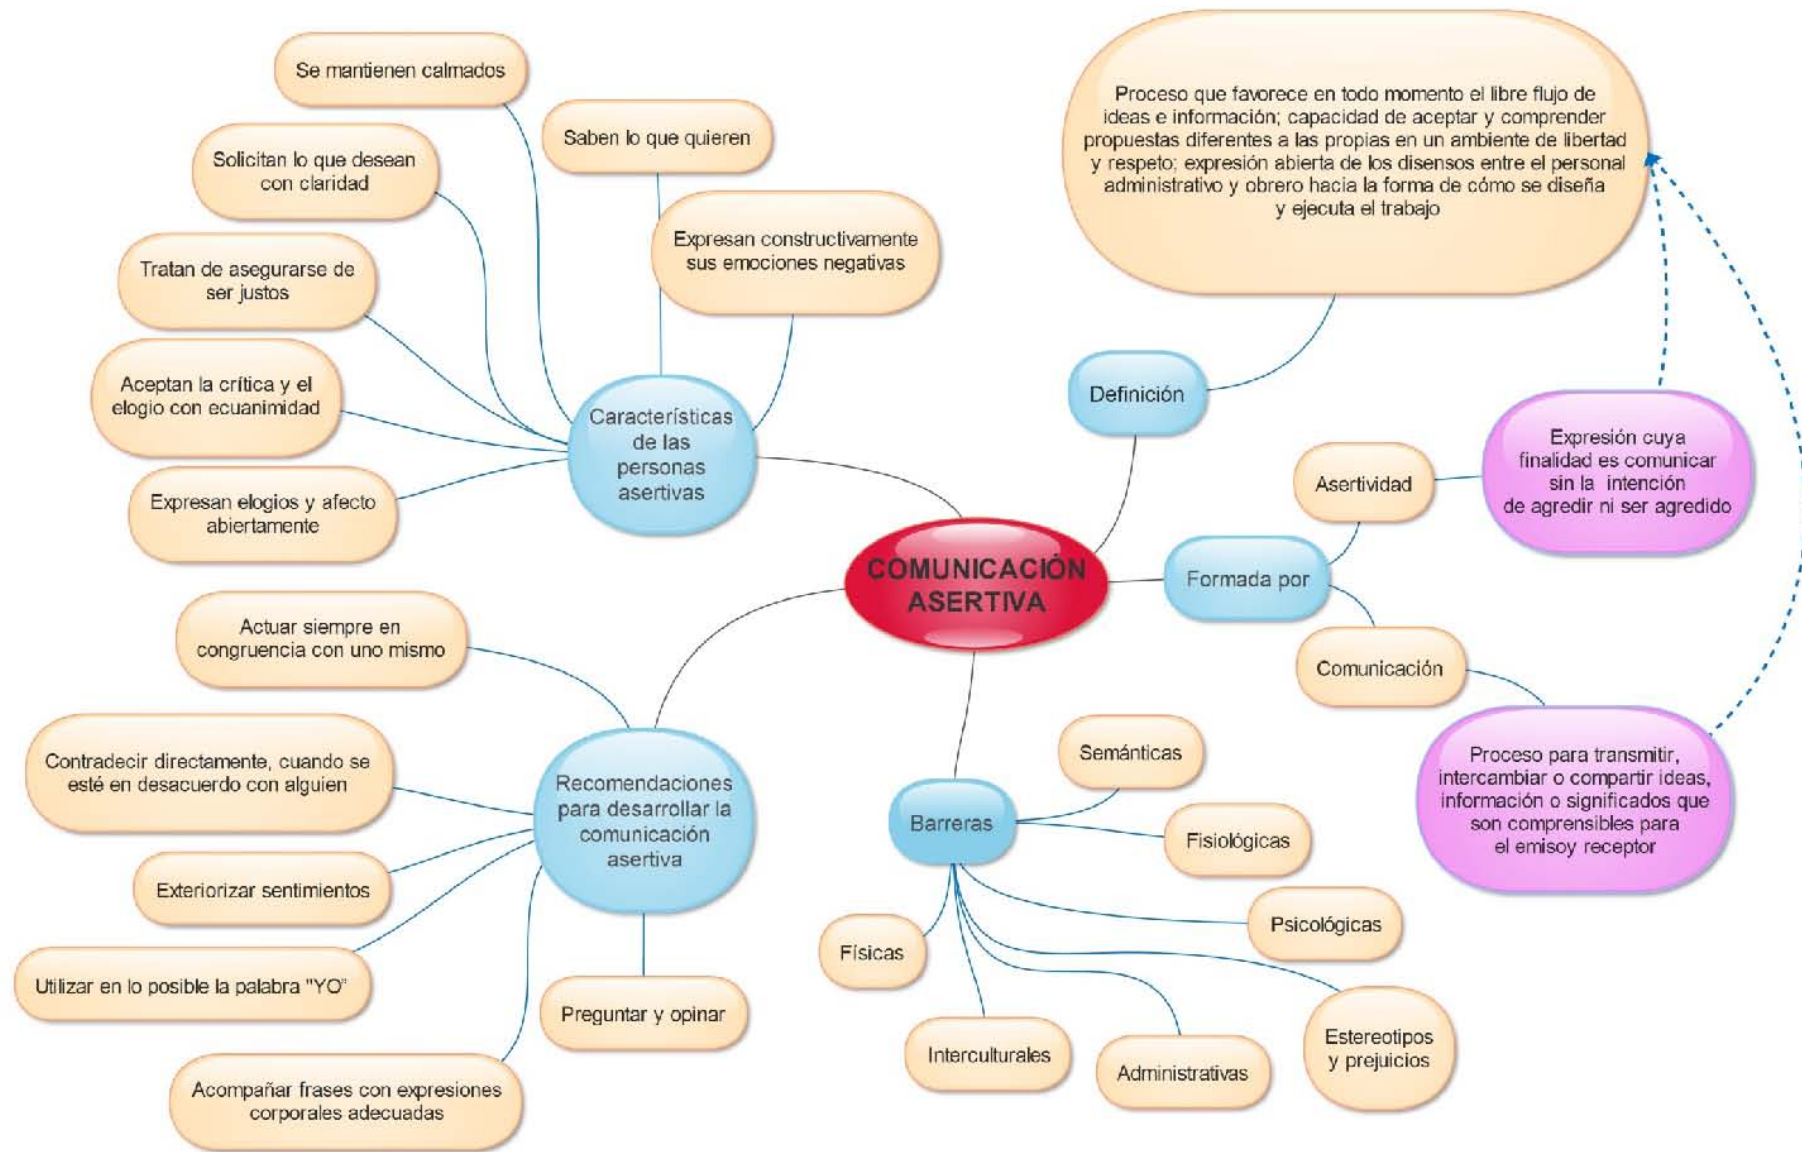 Se mantienen calmados
Saben lo que quieren
Solicitan lo que desean
con claridad
Expresan constructivamente
sus emociones negativas
Tratan de asegurarse de
ser justos
Aceptan la crítica y el
elogio con ecuanimidad
Expresan elogios y afecto
abiertamente
Características
de las
personas
asertivas
Proceso que favorece en todo momento el libre flujo de
ideas e información; capacidad de aceptar y comprender
propuestas diferentes a las propias en un ambiente de libertad
y respeto; expresión abierta de los disensos entre el personal
administrativo y obrero hacia la forma de cómo se diseña
y ejecuta el trabajo
Definición
Expresión cuya
finalidad es comunicar
sin la intención
de agredir ni ser agredido
Asertividad
Formada por
COMUNICACIÓN
ASERTIVA
Comunicación
Proceso para transmitir,
intercambiar o compartir ideas,
información o significados que
son comprensibles para
el emisoy receptor
Actuar siempre en
congruencia con uno mismo
Contradecir directamente, cuando se
esté en desacuerdo con alguien
Recomendaciones
para desarrollar la
comunicación
asertiva
Exteriorizar sentimientos
Utilizar en lo posible la palabra "YO"
Preguntar y opinar
Acompañar frases con expresiones
corporales adecuadas
Barreras
Semánticas
Fisiológicas
Psicológicas
Físicas
Interculturales
Administrativas
Estereotipos
y prejuicios